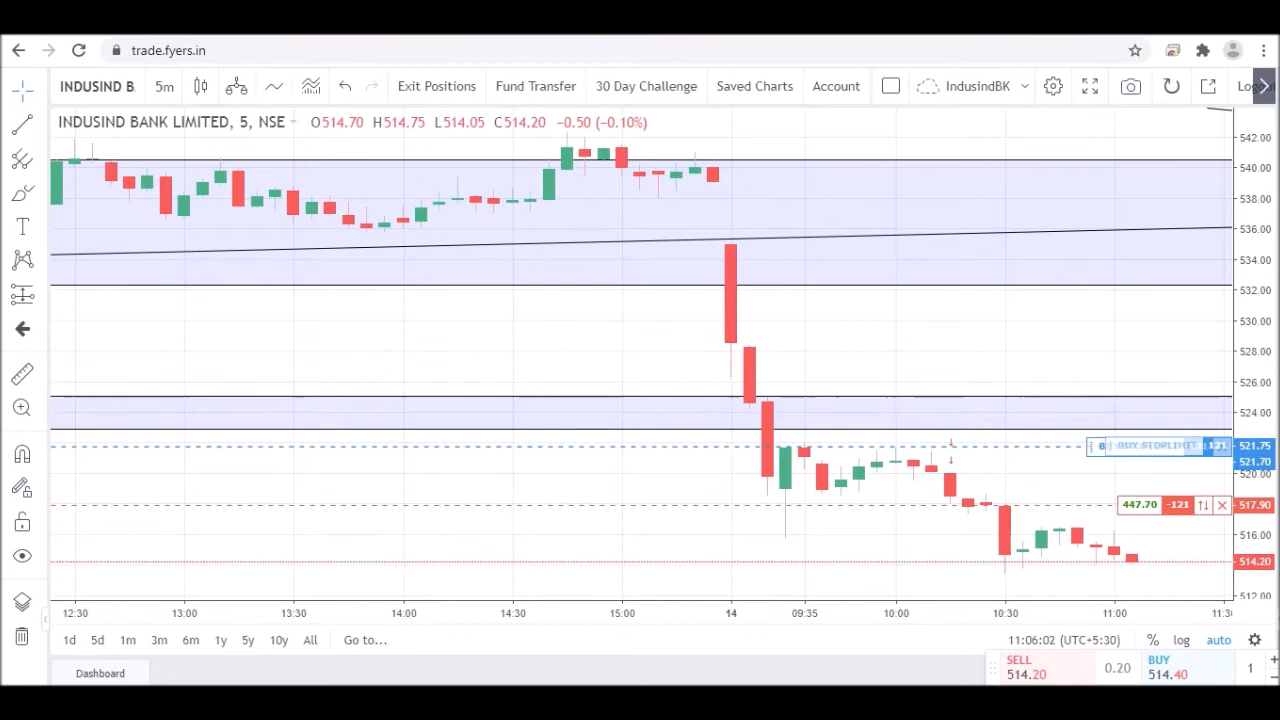 trade.fyers.in
INDUSIND B. 5m Exit Positions Fund Transfer 30 Day Challenge Saved Charts Account IndusindBK
INDUSIND BANK LIMITED, 5, NSE O514.70 H514.75 L514.05 C514.20 −0.50 (−0.10%)
542.00
540.00
538.00
536.00
534.00
532.00
530.00
528.00
526.00
524.00
BUY STOPLIMIT 121 521.75
521.70
520.00
447.70 -121 517.90
516.00
514.20
512.00
12:30 13:00 13:30 14:00 14:30 15:00 14 09:35 10:00 10:30 11:00 11:3
1d 5d 1m 3m 6m 1y 5y 10y All Go to... 11:06:02 (UTC+5:30) % log auto
SELL 0.20 BUY 1
514.20 514.40
Dashboard